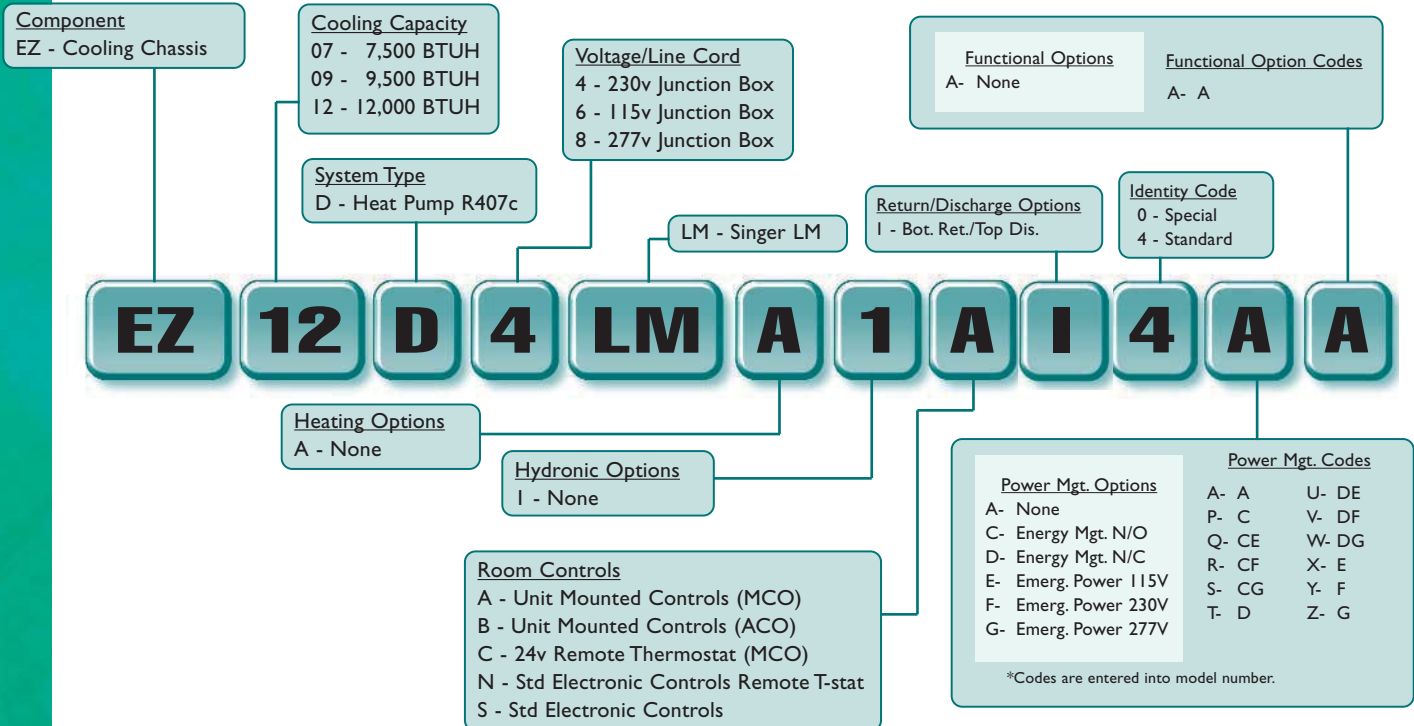 Component
EZ - Cooling Chassis
Cooling Capacity
07 - 7,500 BTUH
09 - 9,500 BTUH
12 - 12,000 BTUH
Voltage/Line Cord
4 - 230v Junction Box
6 - 115v Junction Box
8 - 277v Junction Box
Functional Options
A- None
Functional Option Codes
A- A
System Type
D - Heat Pump R407c
LM - Singer LM
Return/Discharge Options
1 - Bot. Ret./Top Dis.
Identity Code
0 - Special
4 - Standard
EZ 12 D 4 LM A 1 A I 4 A A
Heating Options
A - None
Hydronic Options
1 - None
Room Controls
A - Unit Mounted Controls (MCO)
B - Unit Mounted Controls (ACO)
C - 24v Remote Thermostat (MCO)
N - Std Electronic Controls Remote T-stat
S - Std Electronic Controls
Power Mgt. Options
A- None
C- Energy Mgt. N/O
D- Energy Mgt. N/C
E- Emerg. Power 115V
F- Emerg. Power 230V
G- Emerg. Power 277V
Power Mgt. Codes
A- A U- DE
P- C V- DF
Q- CE W- DG
R- CF X- E
S- CG Y- F
T- D Z- G
*Codes are entered into model number.